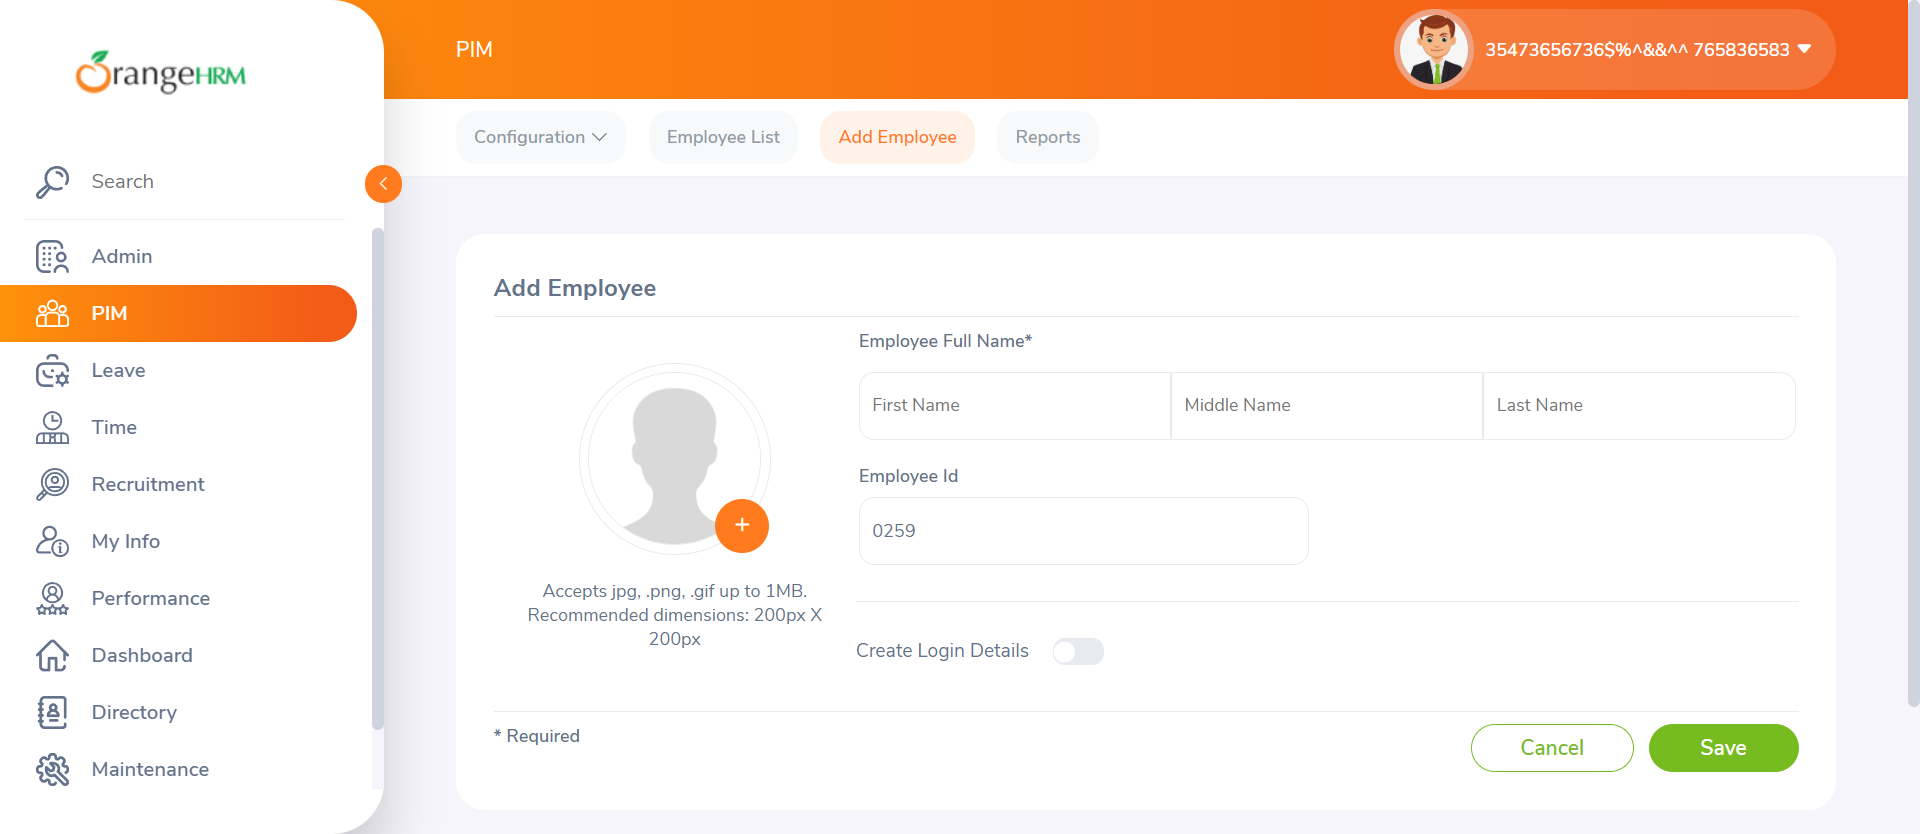 OrangeHRM
PIM
35473656736$%^&&^^ 765836583
Configuration
Employee List
Add Employee
Reports
Search
Admin
PIM
Leave
Time
Recruitment
My Info
Performance
Dashboard
Directory
Maintenance
Add Employee
Accepts jpg, .png, .gif up to 1MB.
Recommended dimensions: 200px X
200px
Employee Full Name*
First Name
Middle Name
Last Name
Employee Id
0259
Create Login Details
* Required
Cancel
Save